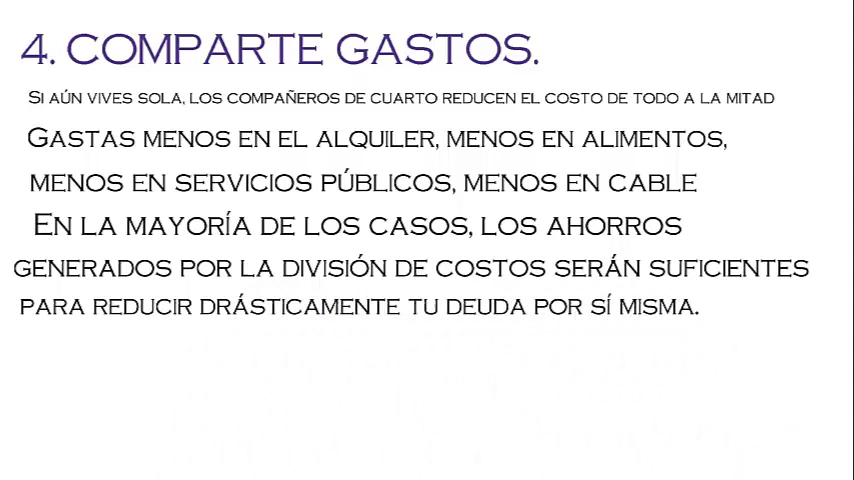 4. COMPARTE GASTOS.
SI AÚN VIVES SOLA, LOS COMPAÑEROS DE CUARTO REDUCEN EL COSTO DE TODO A LA MITAD
GASTAS MENOS EN EL ALQUILER, MENOS EN ALIMENTOS,
MENOS EN SERVICIOS PÚBLICOS, MENOS EN CABLE
EN LA MAYORÍA DE LOS CASOS, LOS AHORROS
GENERADOS POR LA DIVISIÓN DE COSTOS SERÁN SUFICIENTES
PARA REDUCIR DRÁSTICAMENTE TU DEUDA POR SÍ MISMA.